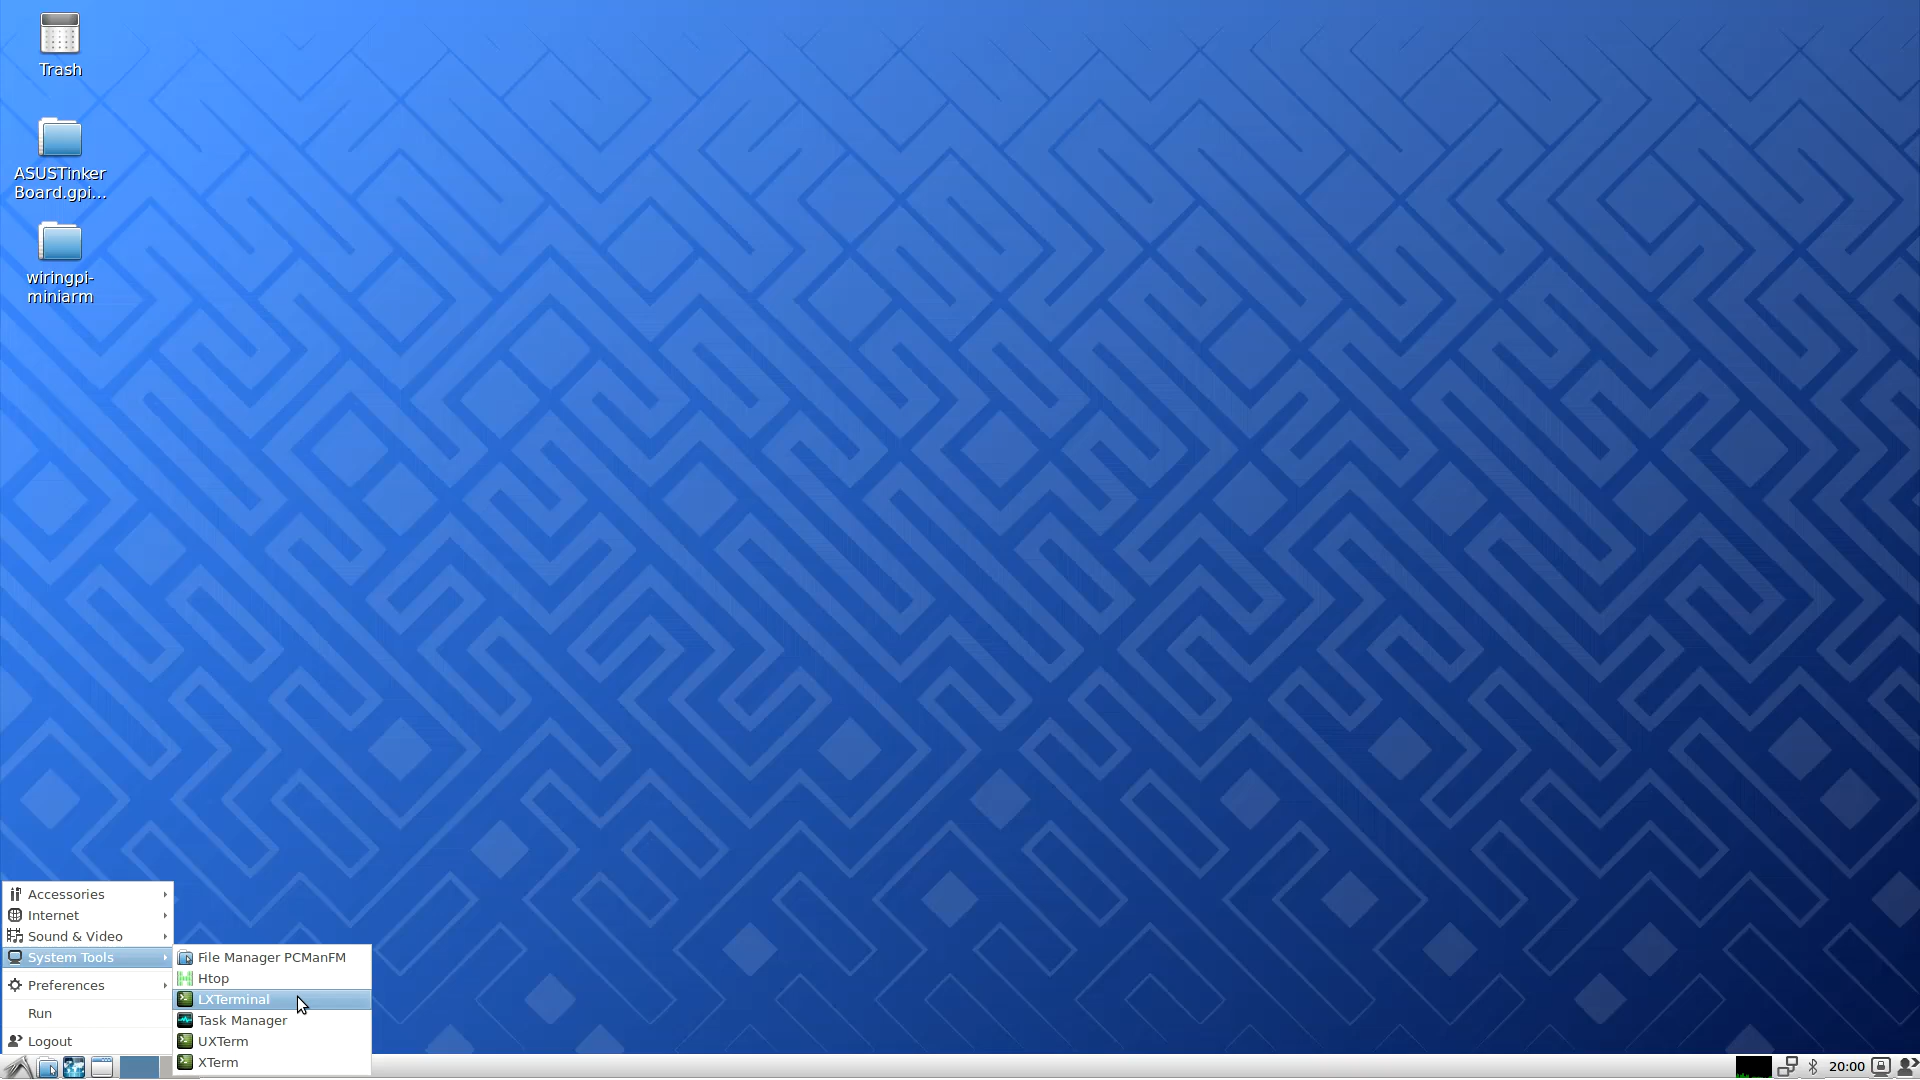 Trash
ASUSTinker
Board.gpi...
wiringpi-
miniarm
Accessories
Internet
Sound & Video
System Tools
Preferences
Run
Logout
File Manager PCManFM
Htop
LXTerminal
Task Manager
UXTerm
XTerm
20:00